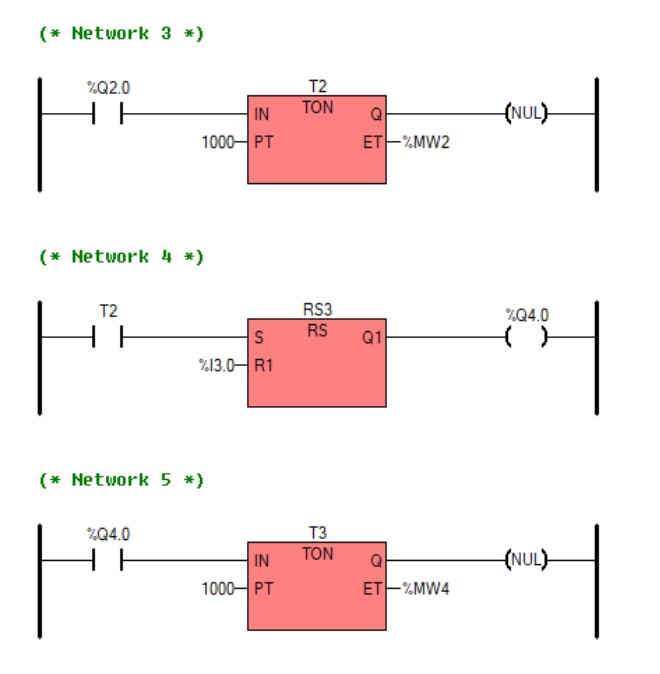 (* Network 3 *)
%Q2.0
T2
TON
IN
Q
(NUL)
1000
PT
ET
%MW2
(* Network 4 *)
T2
RS3
%Q4.0
RS
S
Q1
( )
%I3.0
R1
(* Network 5 *)
%Q4.0
T3
TON
IN
Q
(NUL)
1000
PT
ET
%MW4